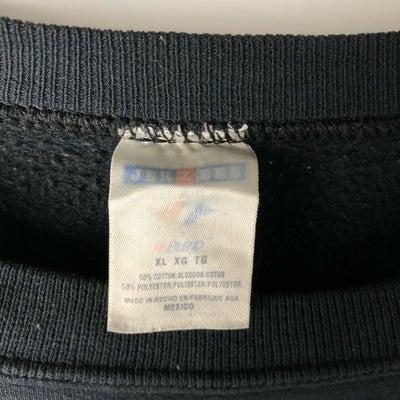 JERZEES
NuBLEND
XL XG TG
50% COTTON/ALGODON/COTON
50% POLYESTER/POLIESTER/POLYESTER
MADE IN/HECHO EN/FABRIQUE AUX
MEXICO